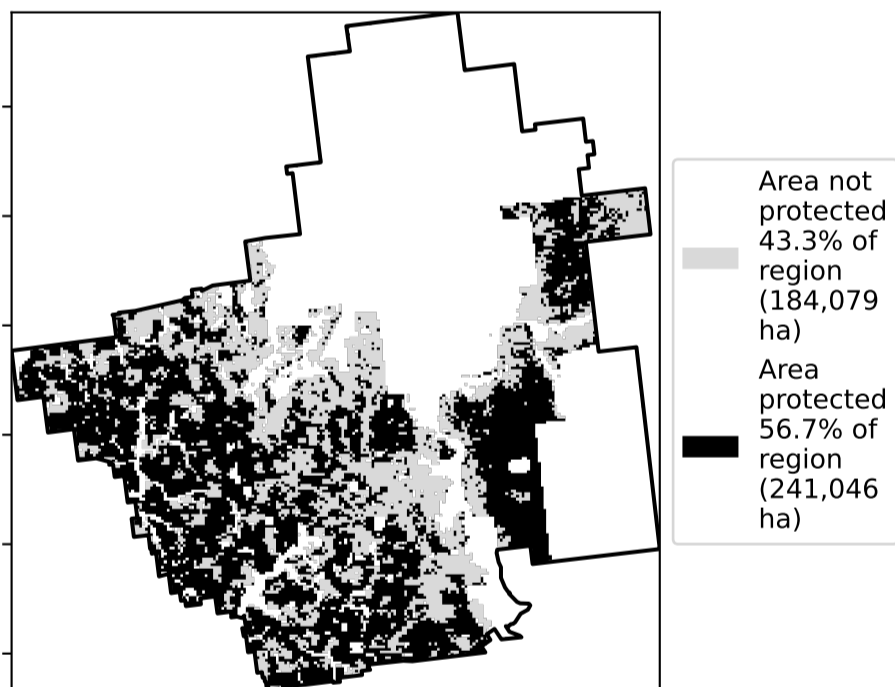 Area not
protected
43.3% of
region
(184,079
ha)
Area
protected
56.7% of
region
(241,046
ha)